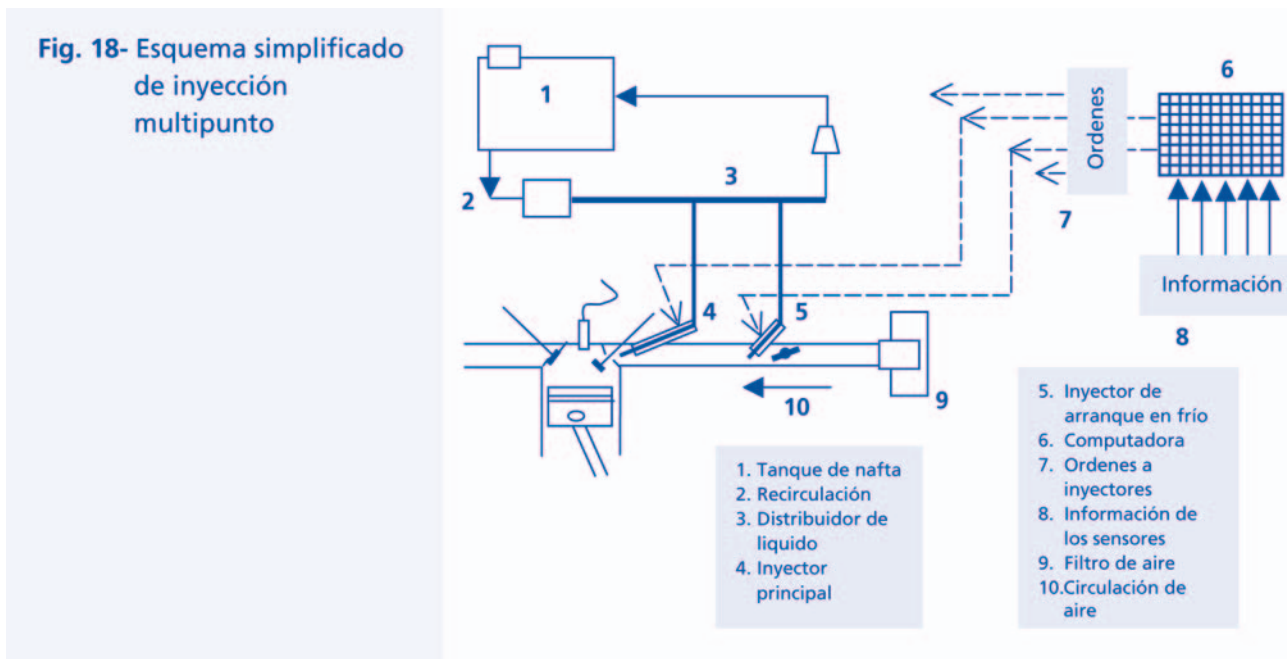 Fig. 18- Esquema simplificado
de inyección
multipunto
1
2
3
4
5
6
Ordenes
7
Información
8
9
10
1. Tanque de nafta
2. Recirculación
3. Distribuidor de
liquido
4. Inyector
principal
5. Inyector de
arranque en frío
6. Computadora
7. Ordenes a
inyectores
8. Información de
los sensores
9. Filtro de aire
10.Circulación de
aire